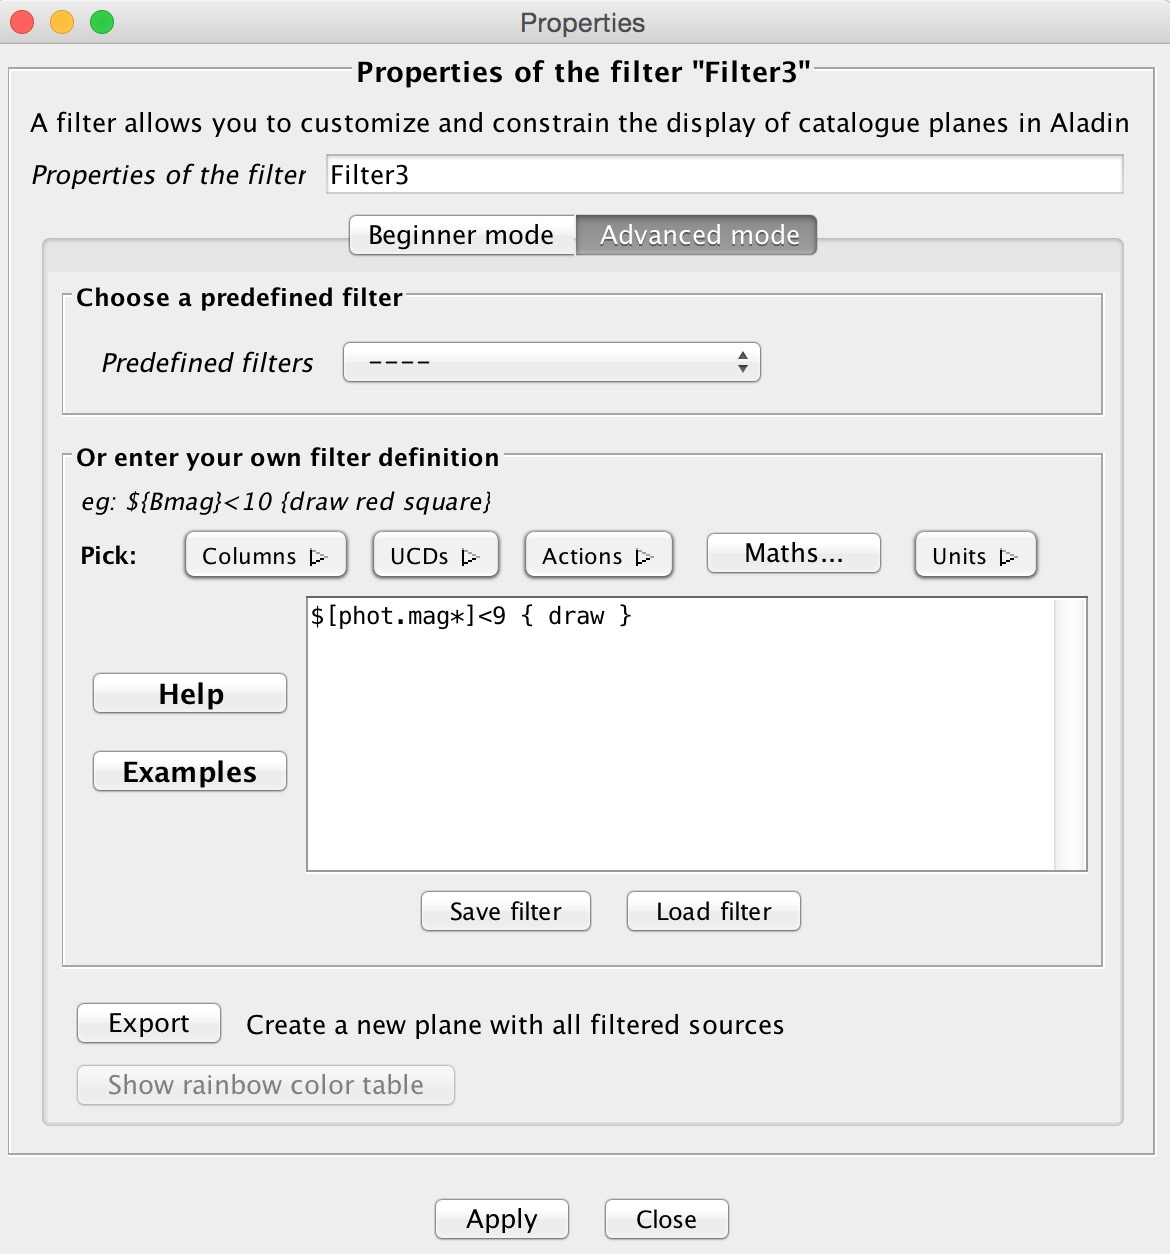 Properties
Properties of the filter "Filter3"
A filter allows you to customize and constrain the display of catalogue planes in Aladin
Properties of the filter Filter3
Beginner mode Advanced mode
Choose a predefined filter
Predefined filters ----
Or enter your own filter definition
eg: ${Bmag}<10 {draw red square}
Pick: Columns UCDs Actions Maths... Units
$[phot.mag*]<9 { draw }
Help
Examples
Save filter Load filter
Export Create a new plane with all filtered sources
Show rainbow color table
Apply Close